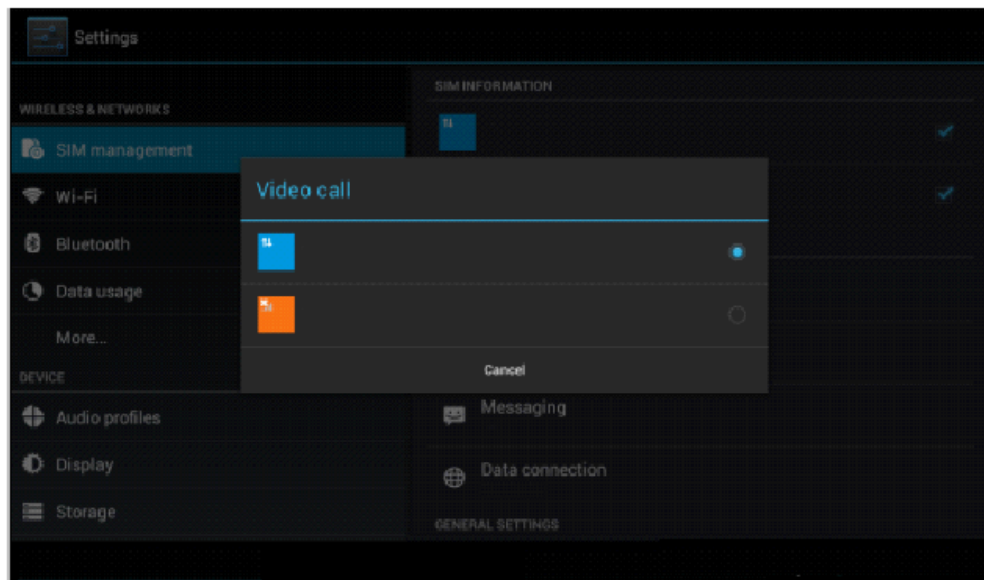 Settings
WIRELESS & NETWORKS
SIM management
Wi-Fi
Bluetooth
Data usage
More...
DEVICE
Audio profiles
Display
Storage
SIM INFORMATION
Video call
Cancel
Messaging
Data connection
GENERAL SETTINGS